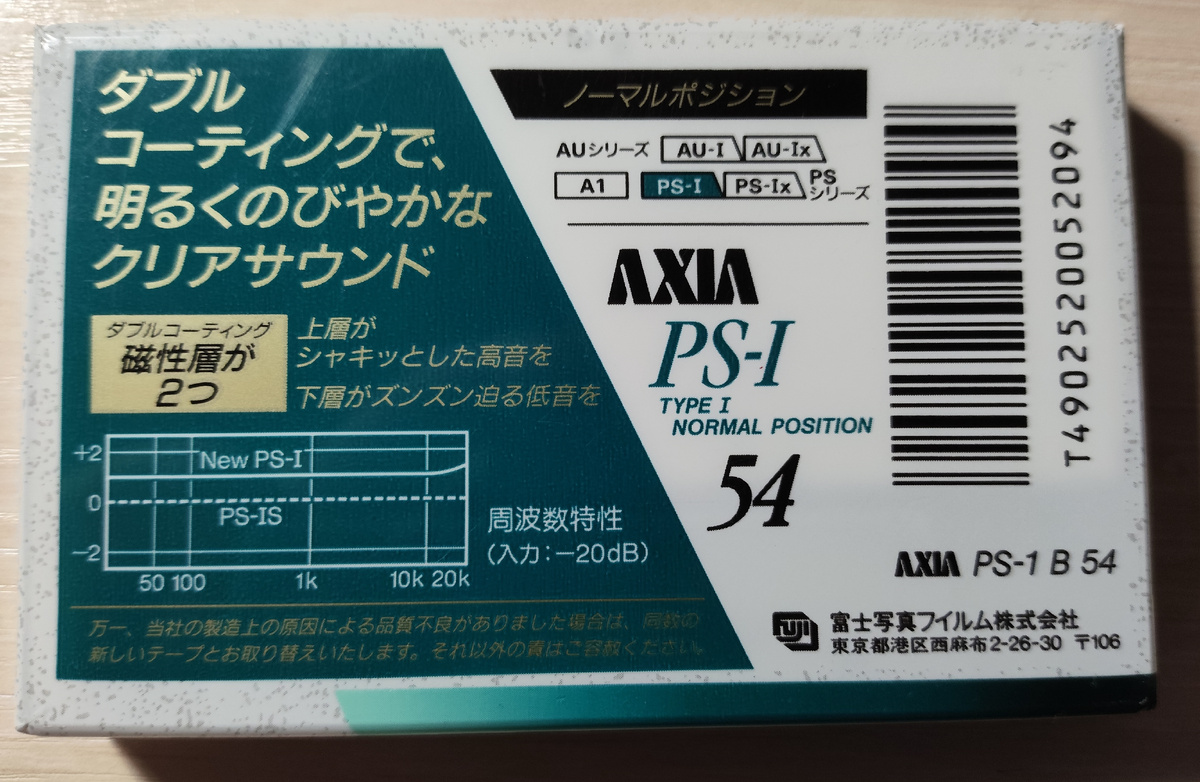 ダブル
コーティングで、
明るくのびやかな
クリアサウンド
ダブルコーティング
磁性層が
2つ
上層が
シャキッとした高音を
下層がズンズン迫る低音を
+2
0
−2
New PS-I
PS-IS
50 100 1k 10k 20k
周波数特性
(入力:−20dB)
万一、当社の製造上の原因による品質不良がありました場合は、同数の
新しいテープとお取り替えいたします。それ以外の責はご容赦ください。
ノーマルポジション
AUシリーズ AU-I AU-Ix
A1 PS-I PS-Ix PSシリーズ
AXIA
PS-I
TYPE I
NORMAL POSITION
54
T4902520052094
AXIA PS-1 B 54
FUJI
富士写真フイルム株式会社
東京都港区西麻布2-26-30 〒106